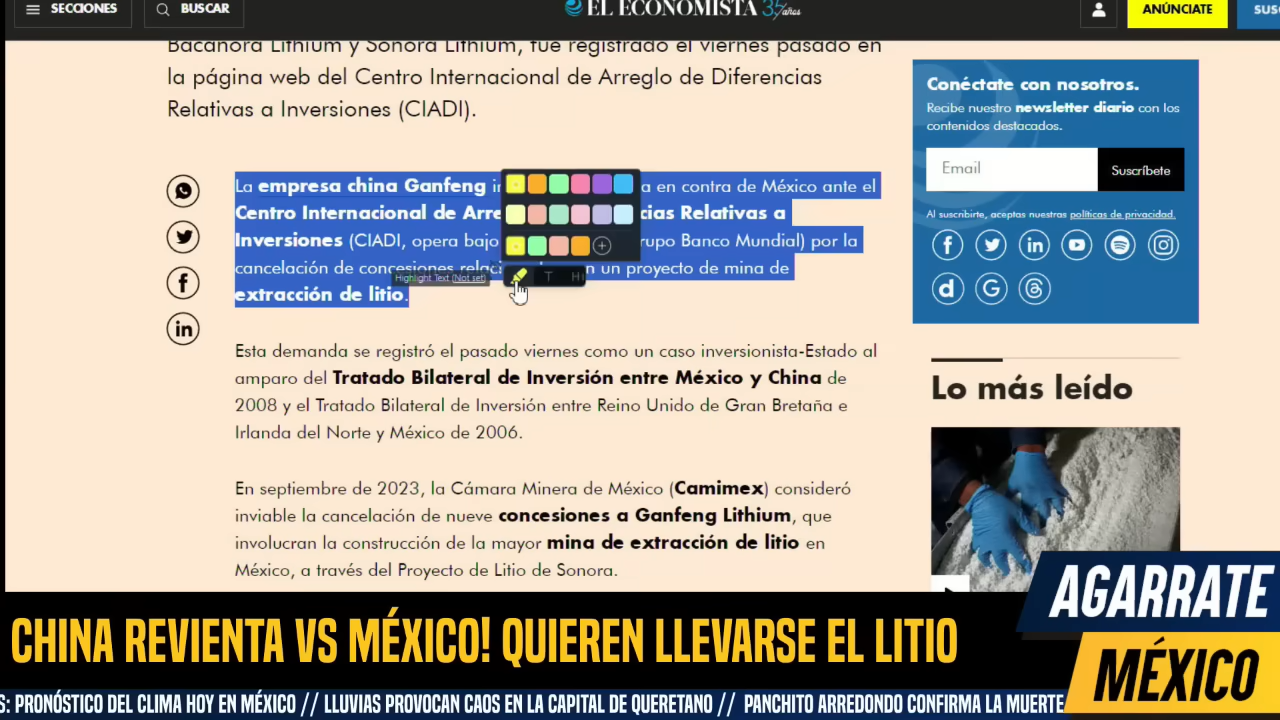 SECCIONES
BUSCAR
EL ECONOMISTA 35 años
ANÚNCIATE
Bacanora Lithium y Sonora Lithium, fue registrado el viernes pasado en
la página web del Centro Internacional de Arreglo de Diferencias
Relativas a Inversiones (CIADI).
La empresa china Ganfeng
en contra de México ante el
Centro Internacional de
Relativas a
Inversiones (CIADI, opera bajo
Banco Mundial) por la
cancelación de concesiones
un proyecto de mina de
extracción de litio.
Highlight Text (Not set)
T
Esta demanda se registró el pasado viernes como un caso inversionista-Estado al
amparo del Tratado Bilateral de Inversión entre México y China de
2008 y el Tratado Bilateral de Inversión entre Reino Unido de Gran Bretaña e
Irlanda del Norte y México de 2006.
En septiembre de 2023, la Cámara Minera de México (Camimex) consideró
inviable la cancelación de nueve concesiones a Ganfeng Lithium, que
involucran la construcción de la mayor mina de extracción de litio en
México, a través del Proyecto de Litio de Sonora.
Conéctate con nosotros.
Recibe nuestro newsletter diario con los
contenidos destacados.
Email
Suscríbete
Al suscribirte, aceptas nuestras políticas de privacidad.
Lo más leído
AGARRATE
MÉXICO
CHINA REVIENTA VS MÉXICO! QUIEREN LLEVARSE EL LITIO
S: PRONÓSTICO DEL CLIMA HOY EN MÉXICO // LLUVIAS PROVOCAN CAOS EN LA CAPITAL DE QUERETANO // PANCHITO ARREDONDO CONFIRMA LA MUERTE